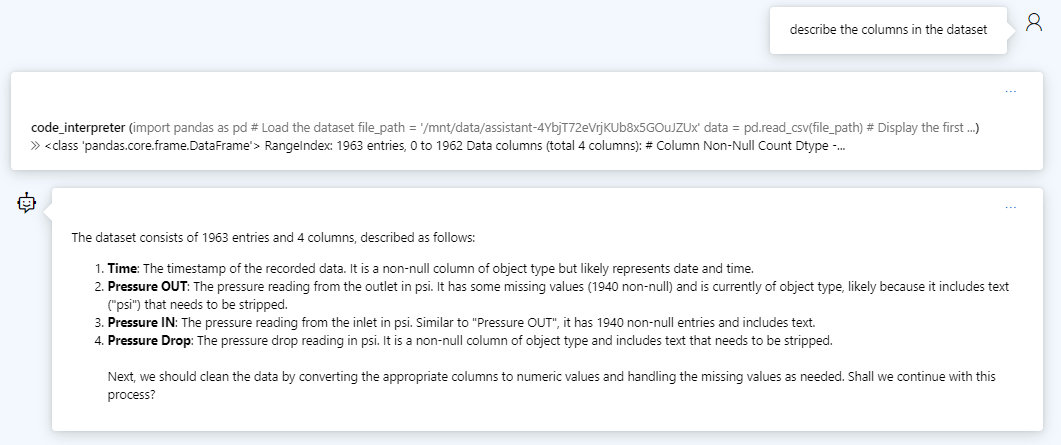 describe the columns in the dataset
...
code_interpreter (import pandas as pd # Load the dataset file_path = '/mnt/data/assistant-4YbjT72eVrjKUb8x5GOuJZUx' data = pd.read_csv(file_path) # Display the first ...)
» <class 'pandas.core.frame.DataFrame'> RangeIndex: 1963 entries, 0 to 1962 Data columns (total 4 columns): # Column Non-Null Count Dtype -...
...
The dataset consists of 1963 entries and 4 columns, described as follows:
1. Time: The timestamp of the recorded data. It is a non-null column of object type but likely represents date and time.
2. Pressure OUT: The pressure reading from the outlet in psi. It has some missing values (1940 non-null) and is currently of object type, likely because it includes text
("psi") that needs to be stripped.
3. Pressure IN: The pressure reading from the inlet in psi. Similar to "Pressure OUT", it has 1940 non-null entries and includes text.
4. Pressure Drop: The pressure drop reading in psi. It is a non-null column of object type and includes text that needs to be stripped.
Next, we should clean the data by converting the appropriate columns to numeric values and handling the missing values as needed. Shall we continue with this
process?